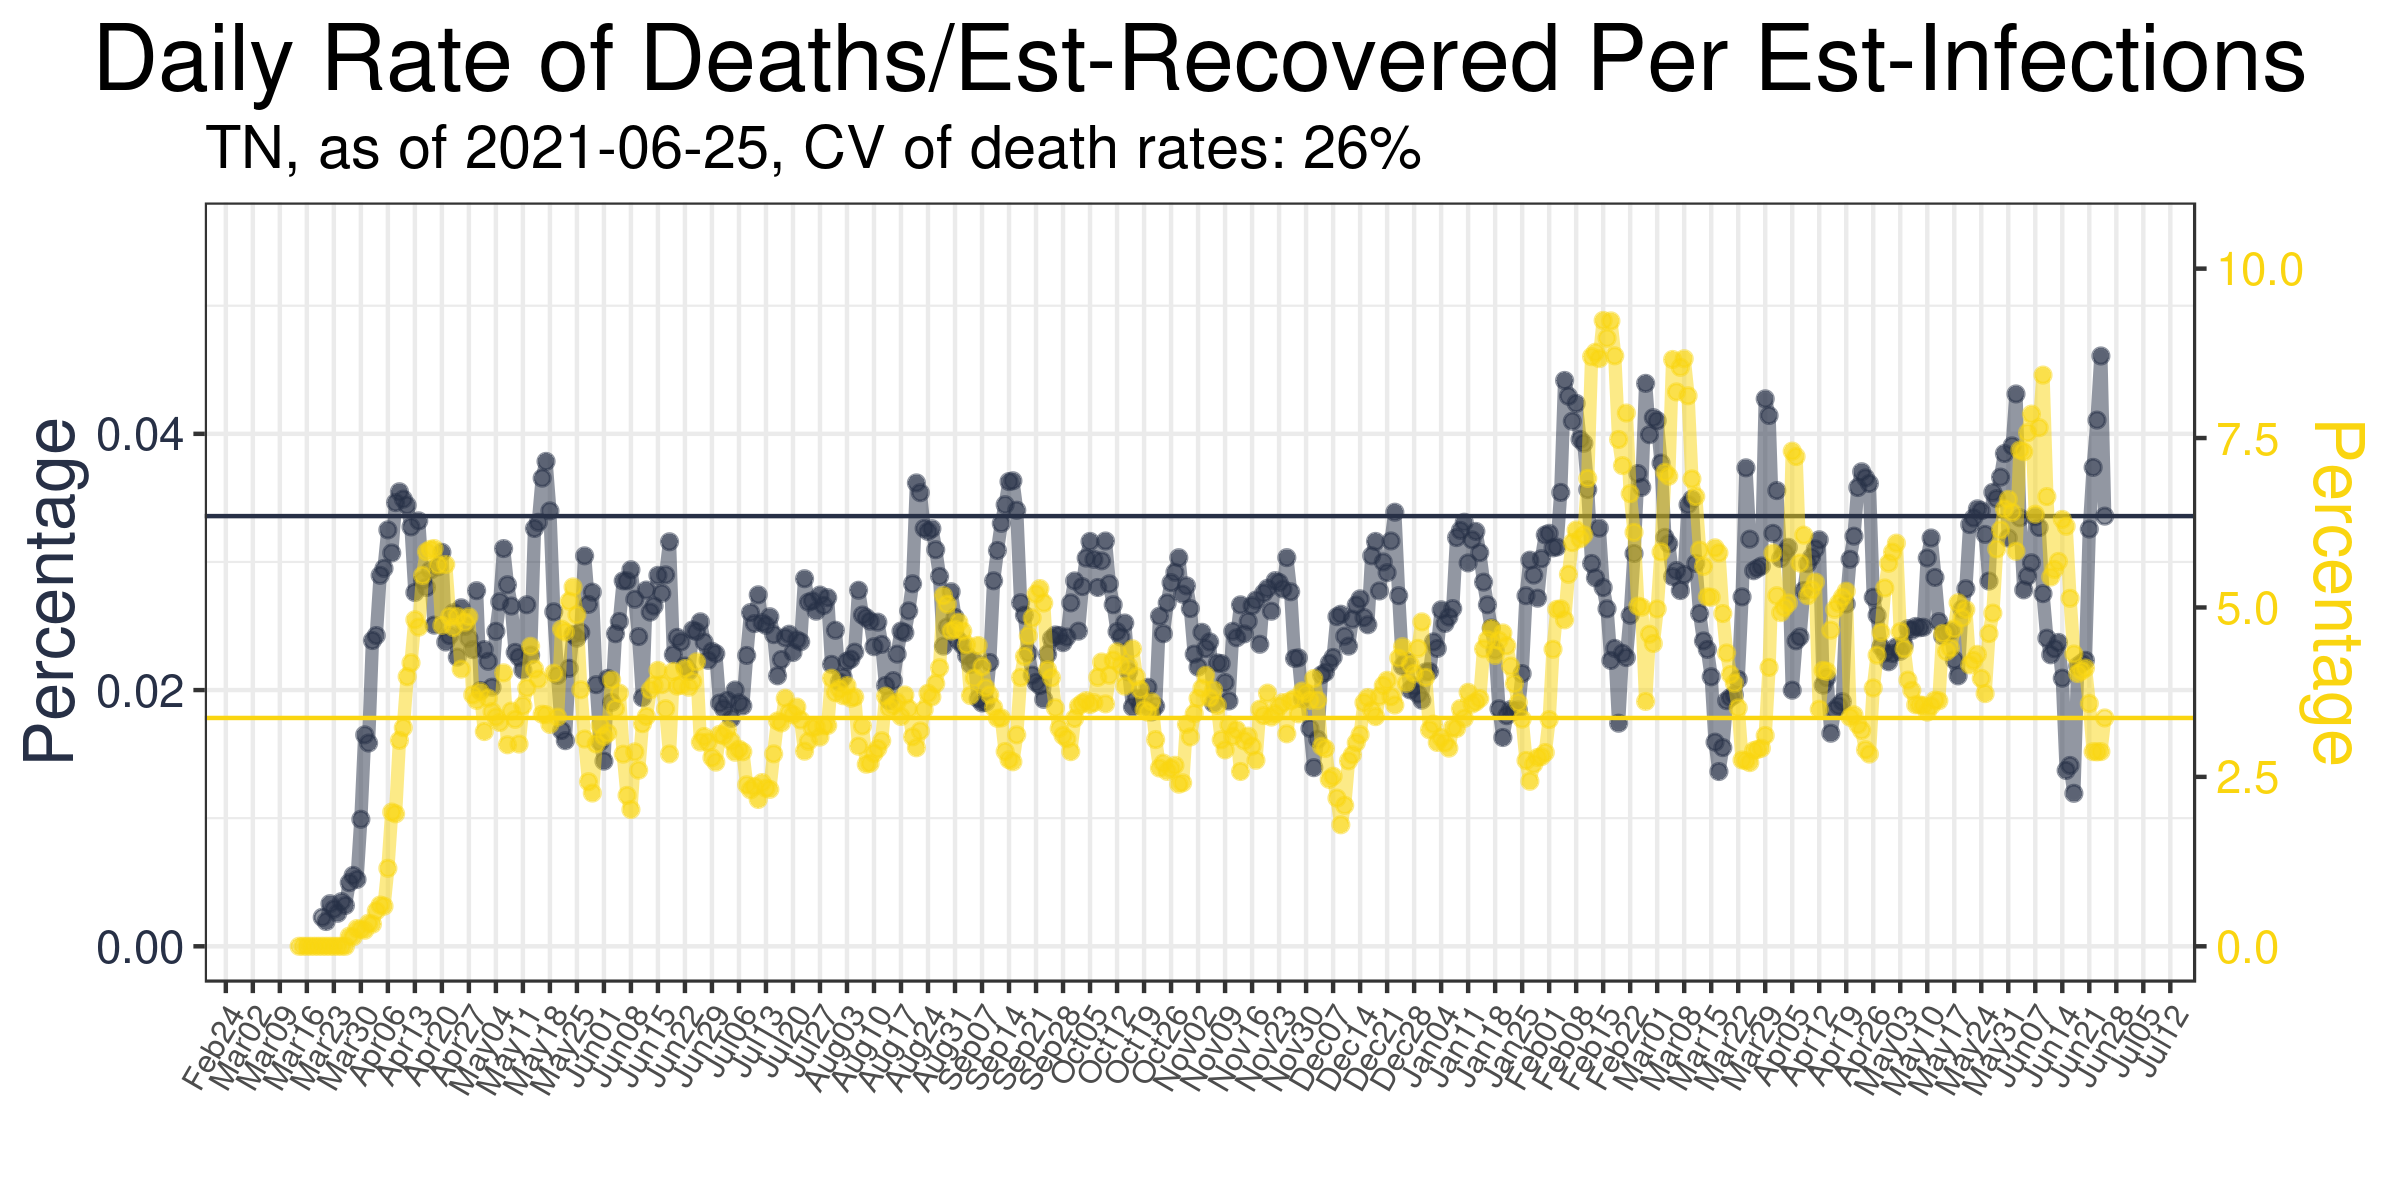 Daily Rate of Deaths/Est-Recovered Per Est-Infections
TN, as of 2021-06-25, CV of death rates: 26%
Percentage
0.04
0.02
0.00
10.0
7.5
5.0
2.5
0.0
Percentage
Feb24
Mar02
Mar09
Mar16
Mar23
Mar30
Apr06
Apr13
Apr20
Apr27
May04
May11
May18
May25
Jun01
Jun08
Jun15
Jun22
Jun29
Jul06
Jul13
Jul20
Jul27
Aug03
Aug10
Aug17
Aug24
Aug31
Sep07
Sep14
Sep21
Sep28
Oct05
Oct12
Oct19
Oct26
Nov02
Nov09
Nov16
Nov23
Nov30
Dec07
Dec14
Dec21
Dec28
Jan04
Jan11
Jan18
Jan25
Feb01
Feb08
Feb15
Feb22
Mar01
Mar08
Mar15
Mar22
Mar29
Apr05
Apr12
Apr19
Apr26
May03
May10
May17
May24
May31
Jun07
Jun14
Jun21
Jun28
Jul05
Jul12